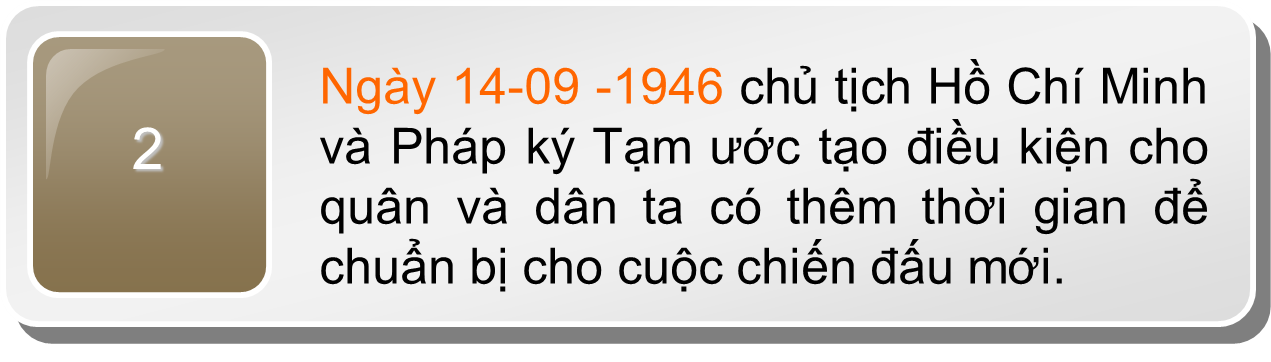 2
Ngày 14-09 -1946 chủ tịch Hồ Chí Minh
và Pháp ký Tạm ước tạo điều kiện cho
quân và dân ta có thêm thời gian để
chuẩn bị cho cuộc chiến đấu mới.